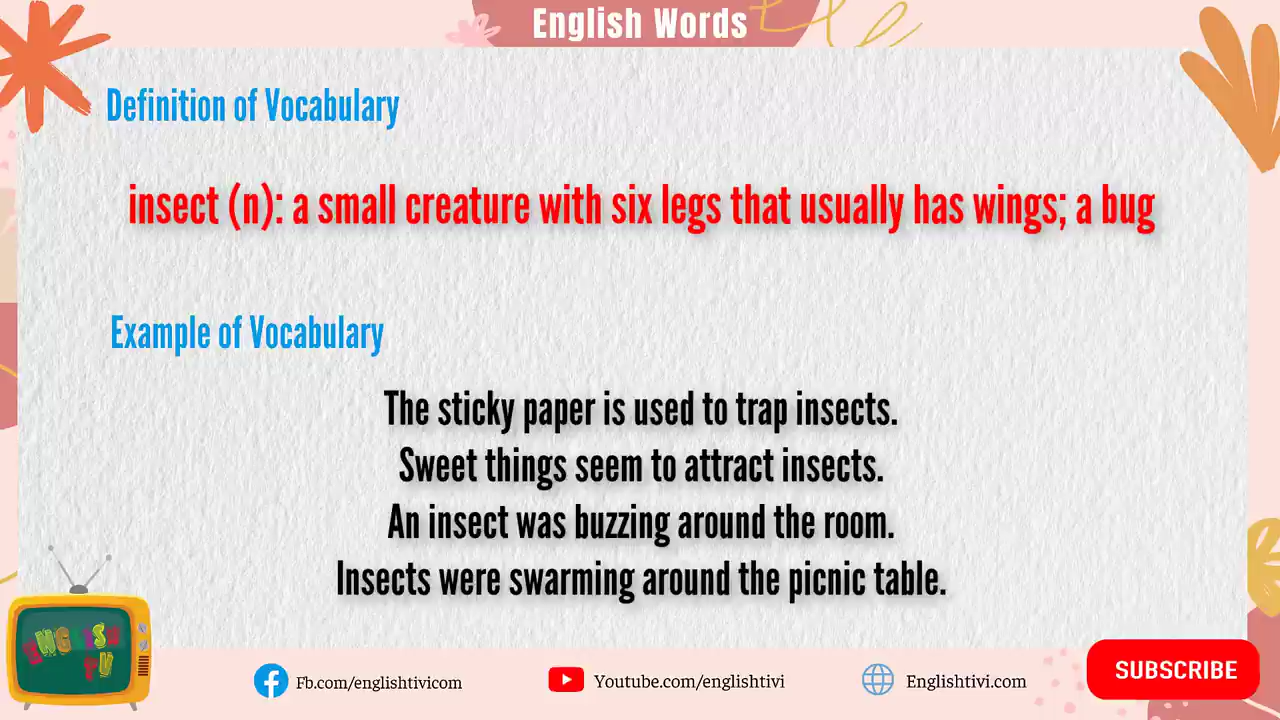 English Words
Definition of Vocabulary
insect (n): a small creature with six legs that usually has wings; a bug
Example of Vocabulary
The sticky paper is used to trap insects.
Sweet things seem to attract insects.
An insect was buzzing around the room.
Insects were swarming around the picnic table.
ENGLISH
TV
Fb.com/englishtivicom
Youtube.com/englishtivi
Englishtivi.com
SUBSCRIBE